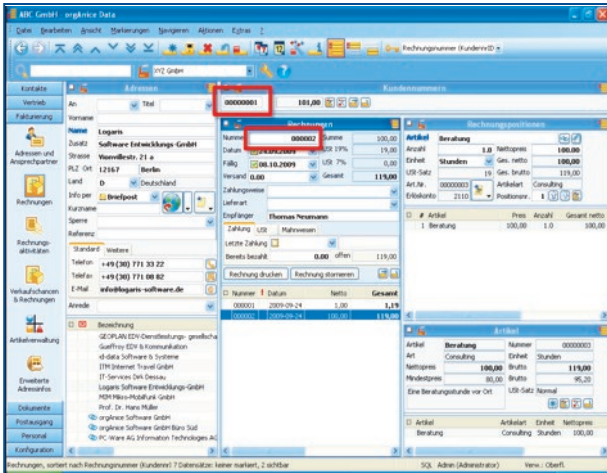 ABC GmbH - orgAnice Data
Datei Bearbeiten Ansicht Markierungen Navigieren Aktionen Extras ?
Rechnungsnummer (KundennrID
XYZ GmbH
Kontakte
Vertrieb
Fakturierung
Adressen und Ansprechpartner
Rechnungen
Rechnungs-
aktivitäten
Verkaufschancen
& Rechnungen
Artikelverwaltung
Erweiterte
Adressinfos
Dokumente
Postausgang
Personal
Konfiguration
Adressen
An Titel
Vorname
Name Logaris
Zusatz Software Entwicklungs-GmbH
Strasse Vionvillestr. 21 a
PLZ Ort 12167 Berlin
Land D Deutschland
Info per Briefpost
Kurzname
Sperre
Referenz
Standard Weitere
Telefon +49 (30) 771 33 22
Telefax +49 (30) 771 08 82
E-Mail info@logaris-software.de
Anrede
Bezeichnung
GEOPLAN EDV-Dienstleistungs- gesellscha
Gueffroy EDV & Kommunikation
id-data Software & Systeme
ITM Internet Travel GmbH
IT-Services DVA Dessau
Logaris Software Entwicklungs-GmbH
MIM Mikro-Mobilfunk GmbH
Prof. Dr. Hans Müller
orgAnice Software GmbH
orgAnice Software GmbH Büro Süd
PC-Ware AG Information Technologies AG
Kundennummern
00000001 101,00
Rechnungen
Nummer 000002 Summe 100,00
Datum 24.09.2009 USt 19% 19,00
Fällig 08.10.2009 USt 7% 0,00
Versand 0.00 Gesamt 119,00
Zahlungsweise
Lieferart
Empfänger Thomas Neumann
Zahlung USt Mahnwesen
Letzte Zahlung
Bereits bezahlt 0.00 offen 119,00
Rechnung drucken Rechnung stornieren
Nummer ! Datum Netto Gesamt
000001 2009-09-24 1,00 1,19
000002 2009-09-24 100,00 119,00
Rechnungspositionen
Artikel Beratung
Anzahl 1.0 Nettopreis 100.00
Einheit Stunden Ges. netto 100,00
USt-Satz 19 Ges. brutto 119,00
Art.Nr. 00000003 Artikelart Consulting
Erlöskonto 2110 Positionsnr. 1
# Artikel Preis Anzahl Gesamt netto
1 Beratung 100,00 1.0 100,00
Artikel
Artikel Beratung Nummer 00000003
Art Consulting Einheit Stunden
Nettopreis 100,00 Brutto 119,00
Mindestpreis 80,00 Brutto 95,20
Eine Beratungsstunde vor Ort USt-Satz Normal
Artikel Artikelart Einheit Nettopreis
Beratung Consulting Stunden 100,00
Rechnungen, sortiert nach Rechnungsnummer (Kundennr) 7 Datensätze: keiner markiert, 2 sichtbar
SQL Admin (Administrator) Verw.: Oberfl.